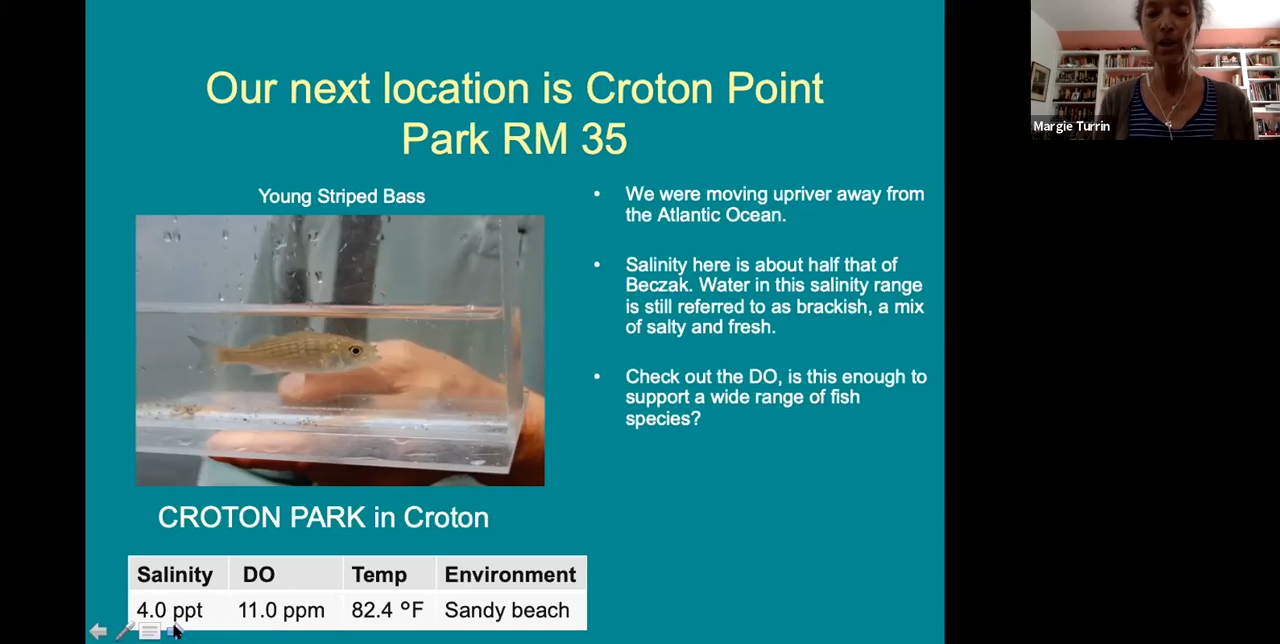 Our next location is Croton Point
Park RM 35
Margie Turrin
Young Striped Bass
• We were moving upriver away from
the Atlantic Ocean.
• Salinity here is about half that of
Beczak. Water in this salinity range
is still referred to as brackish, a mix
of salty and fresh.
• Check out the DO, is this enough to
support a wide range of fish
species?
CROTON PARK in Croton
Salinity DO Temp Environment
4.0 ppt 11.0 ppm 82.4 ºF Sandy beach